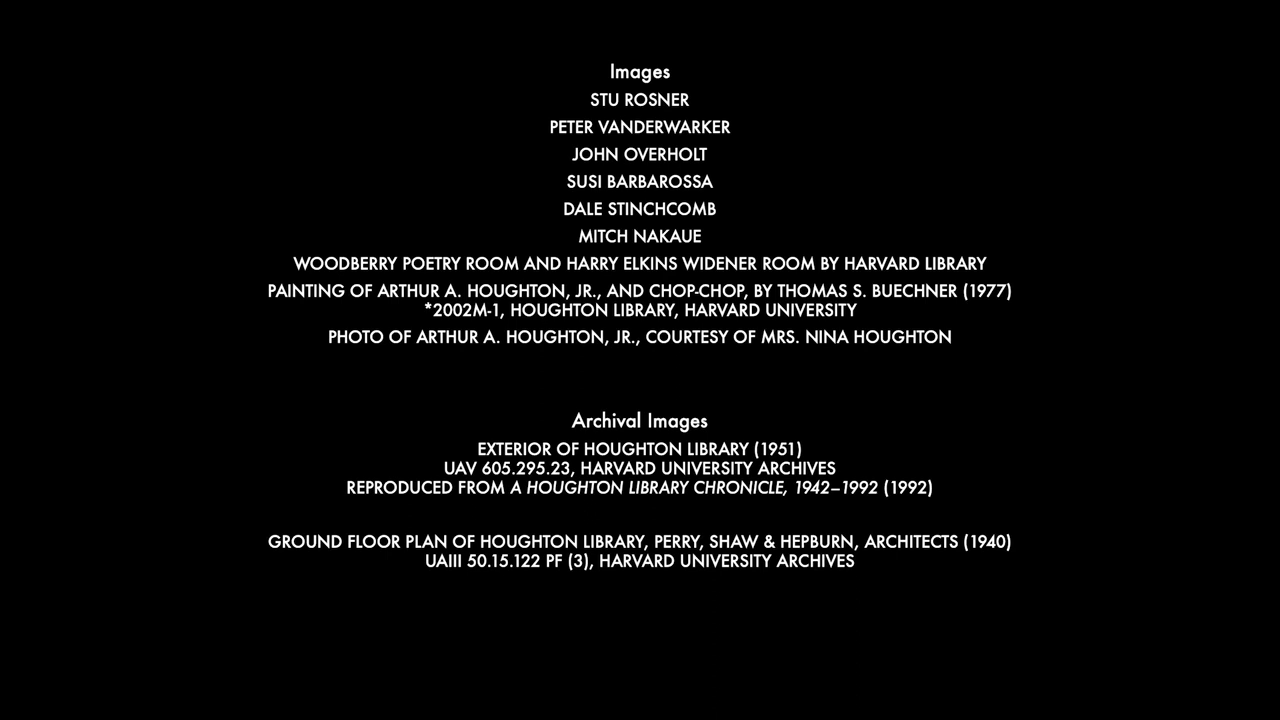 Images
STU ROSNER
PETER VANDERWARKER
JOHN OVERHOLT
SUSI BARBAROSSA
DALE STINCHCOMB
MITCH NAKAUE
WOODBERRY POETRY ROOM AND HARRY ELKINS WIDENER ROOM BY HARVARD LIBRARY
PAINTING OF ARTHUR A. HOUGHTON, JR., AND CHOP-CHOP, BY THOMAS S. BUECHNER (1977)
*2002M-1, HOUGHTON LIBRARY, HARVARD UNIVERSITY
PHOTO OF ARTHUR A. HOUGHTON, JR., COURTESY OF MRS. NINA HOUGHTON
Archival Images
EXTERIOR OF HOUGHTON LIBRARY (1951)
UAV 605.295.23, HARVARD UNIVERSITY ARCHIVES
REPRODUCED FROM A HOUGHTON LIBRARY CHRONICLE, 1942–1992 (1992)
GROUND FLOOR PLAN OF HOUGHTON LIBRARY, PERRY, SHAW & HEPBURN, ARCHITECTS (1940)
UAIII 50.15.122 PF (3), HARVARD UNIVERSITY ARCHIVES